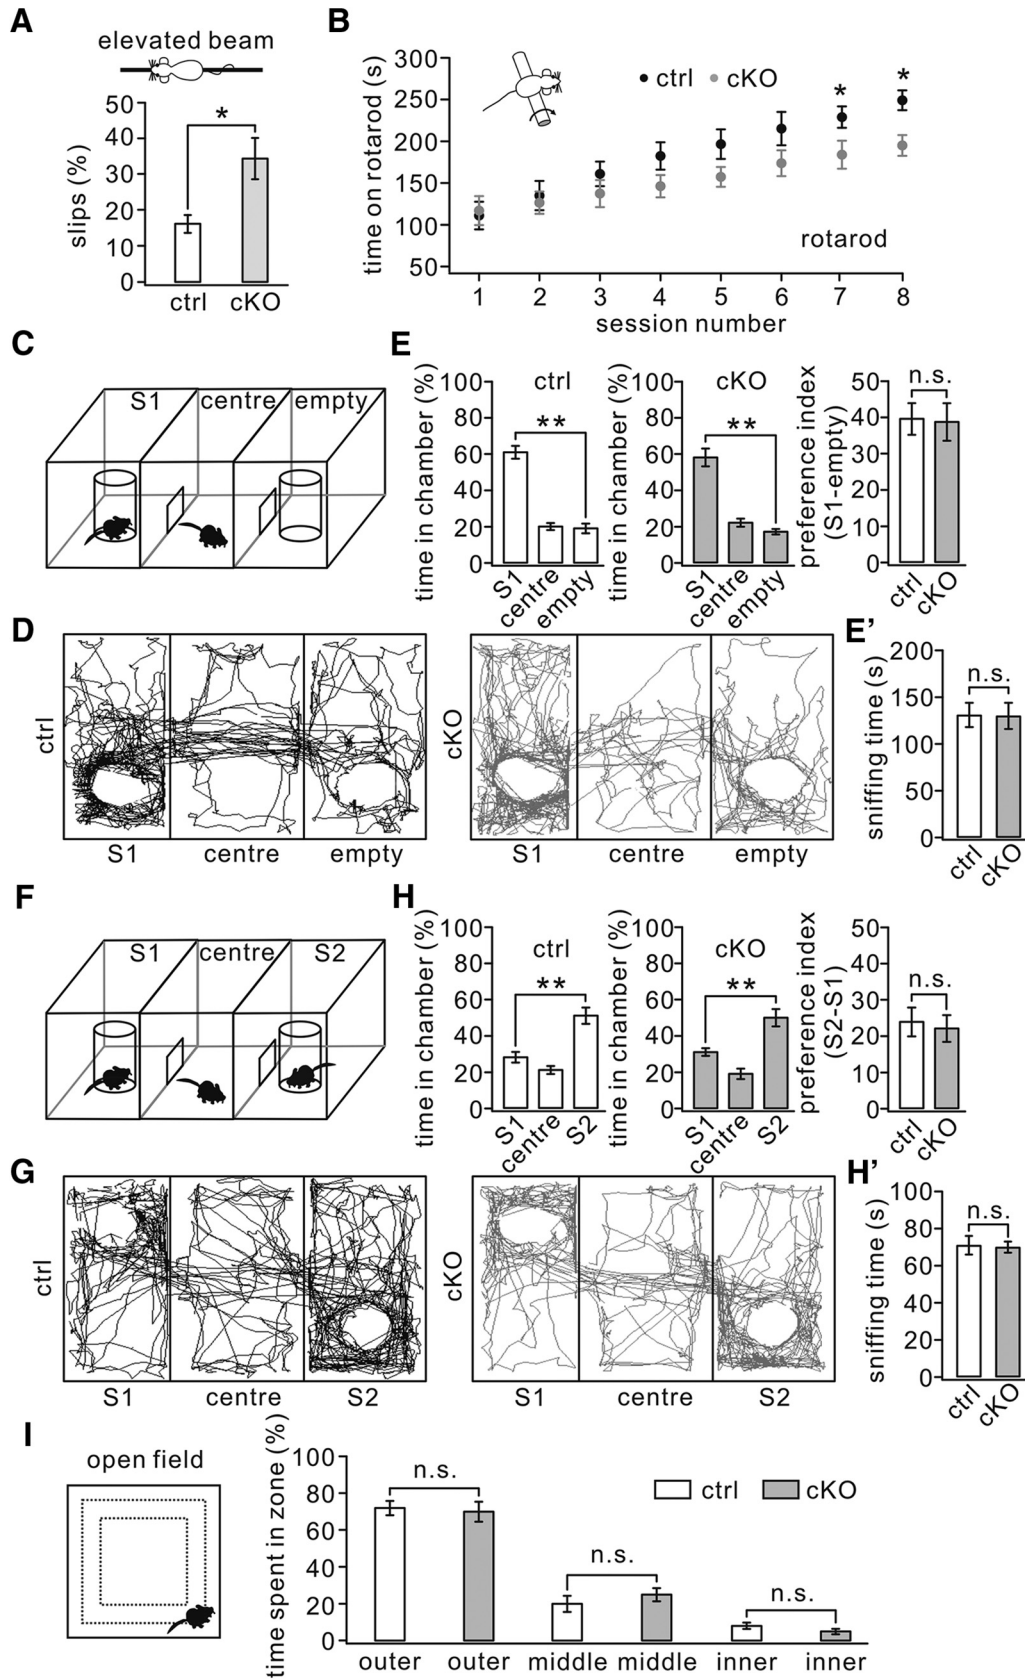 A
elevated beam
slips (%)
50
40
30
20
10
0
*
ctrl cKO
B
time on rotarod (s)
300
250
200
150
100
50
ctrl cKO
* *
rotarod
1 2 3 4 5 6 7 8
session number
C
S1 centre empty
E
time in chamber (%)
100
80
60
40
20
0
ctrl
**
S1 centre empty
time in chamber (%)
100
80
60
40
20
0
cKO
**
S1 centre empty
preference index
(S1-empty)
50
40
30
20
10
0
n.s.
ctrl cKO
D
ctrl
S1 centre empty
cKO
S1 centre empty
E’
sniffing time (s)
200
150
100
50
0
n.s.
ctrl cKO
F
S1 centre S2
H
time in chamber (%)
100
80
60
40
20
0
ctrl
**
S1 centre S2
time in chamber (%)
100
80
60
40
20
0
cKO
**
S1 centre S2
preference index
(S2-S1)
50
40
30
20
10
0
n.s.
ctrl cKO
G
ctrl
S1 centre S2
cKO
S1 centre S2
H’
sniffing time (s)
100
80
60
40
20
0
n.s.
ctrl cKO
I
open field
time spent in zone (%)
100
80
60
40
20
0
n.s.
n.s.
n.s.
ctrl cKO
outer outer middle middle inner inner